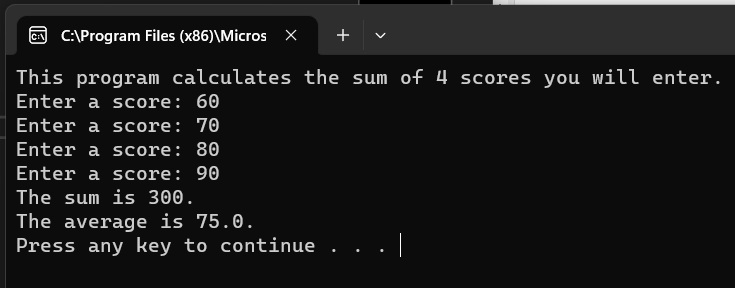 C:\Program Files (x86)\Micros
This program calculates the sum of 4 scores you will enter.
Enter a score: 60
Enter a score: 70
Enter a score: 80
Enter a score: 90
The sum is 300.
The average is 75.0.
Press any key to continue . . .